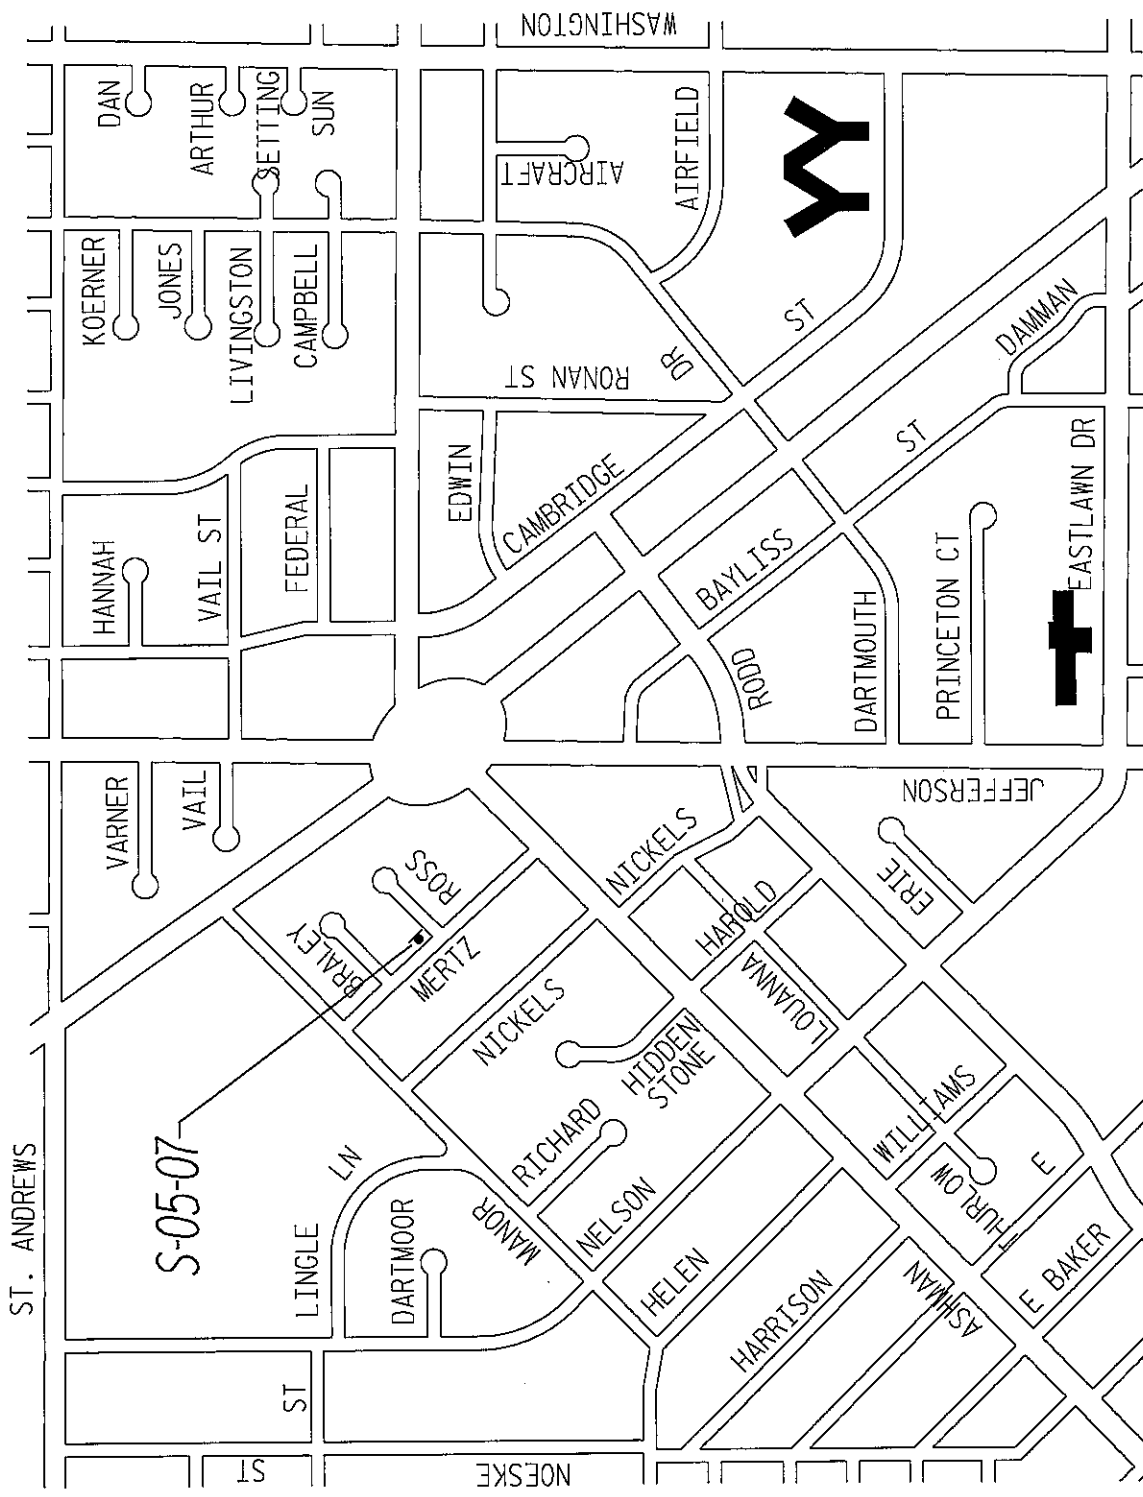 WASHINGTON
DAN
ARTHUR
SETTING
SUN
AIRCRAFT
AIRFIELD
KOERNER
JONES
LIVINGSTON
CAMPBELL
RONAN ST
DR
ST
DAMMAN
HANNAH
VAIL ST
FEDERAL
EDWIN
CAMBRIDGE
BAYLISS
ST
EASTLAWN DR
PRINCETON CT
DARTMOUTH
RODD
JEFFERSON
VARNER
VAIL
ROSS
BRALEY
MERTZ
NICKELS
NICKELS
HAROLD
LOUANNA
ERIE
HIDDEN
STONE
WILLIAMS
THURLOW
E
E BAKER
ST. ANDREWS
S-05-07
LN
LINGLE
DARTMOOR
MANOR
RICHARD
NELSON
HELEN
HARRISON
ASHMAN
ST
ST
NOESKE